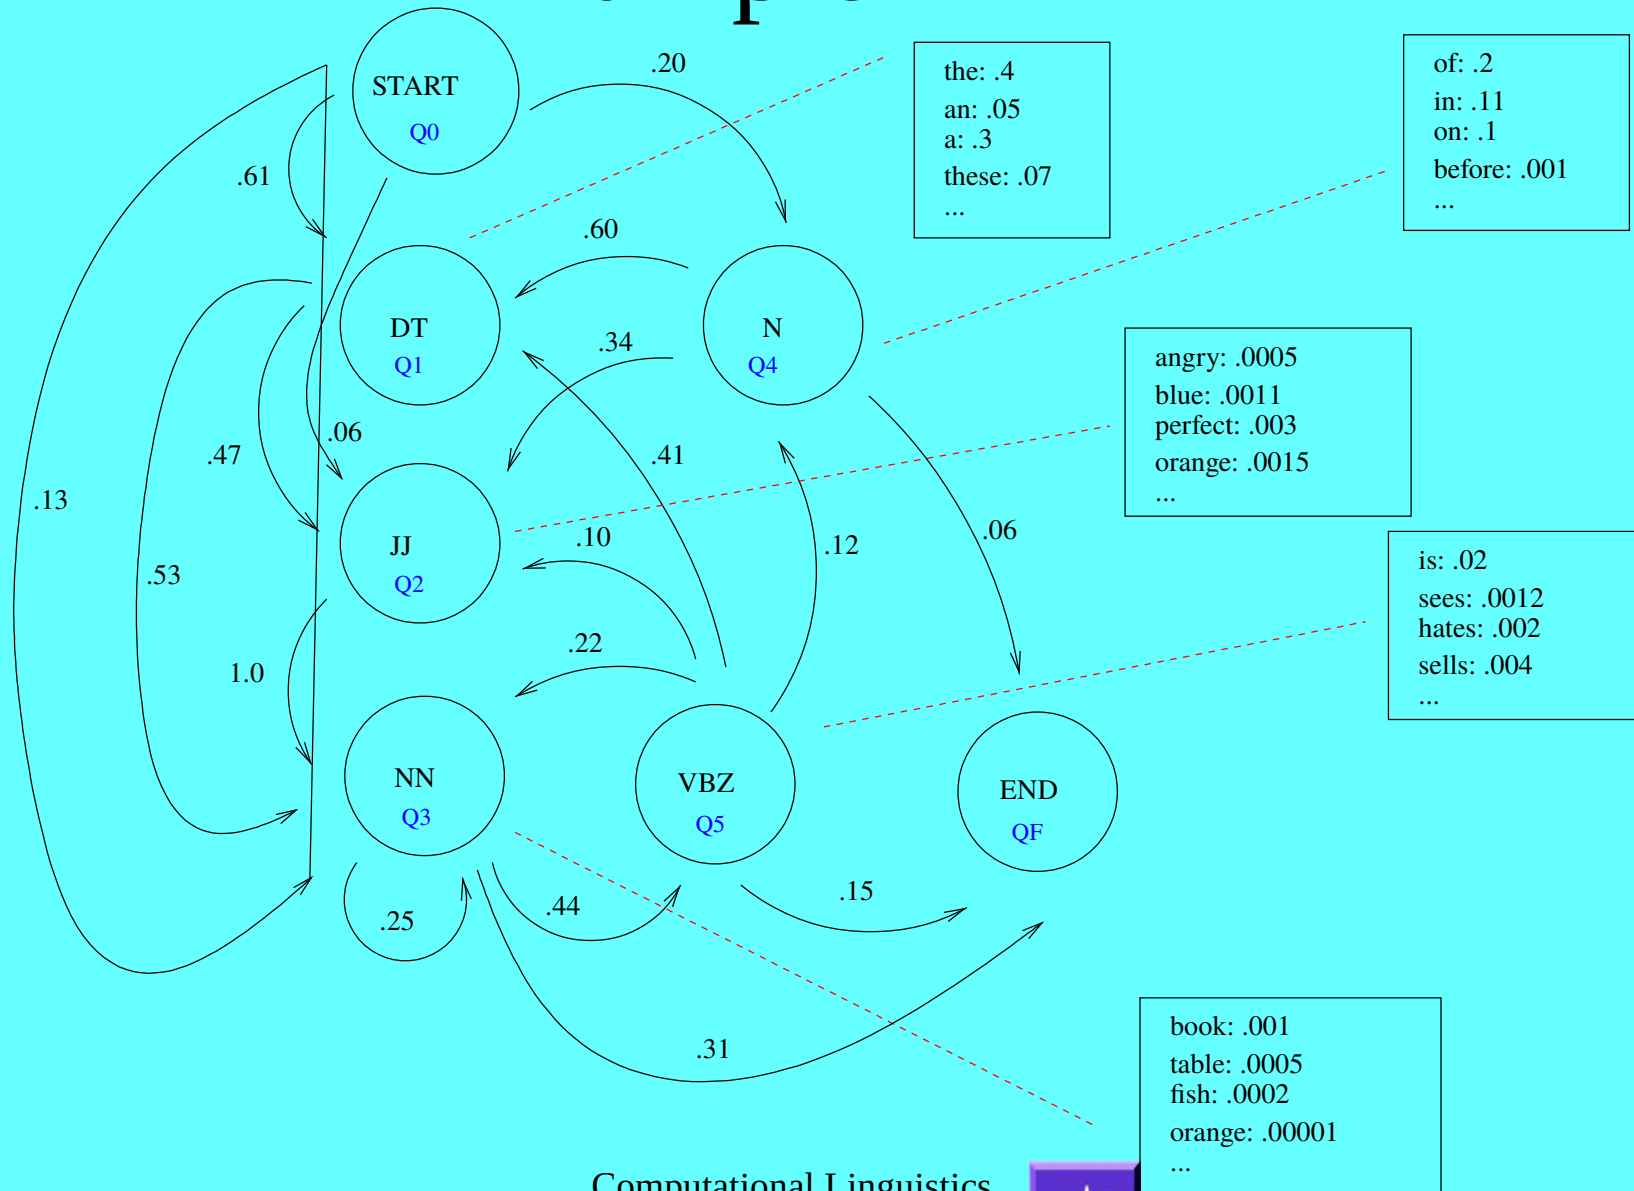 START
Q0
.20
.61
.60
DT
Q1
N
Q4
.34
.47
.06
.41
.13
JJ
Q2
.10
.12
.06
.53
.22
1.0
NN
Q3
VBZ
Q5
END
QF
.25
.44
.15
.31
the: .4
an: .05
a: .3
these: .07
...
of: .2
in: .11
on: .1
before: .001
...
angry: .0005
blue: .0011
perfect: .003
orange: .0015
...
is: .02
sees: .0012
hates: .002
sells: .004
...
book: .001
table: .0005
fish: .0002
orange: .00001
...
Computational Linguistics